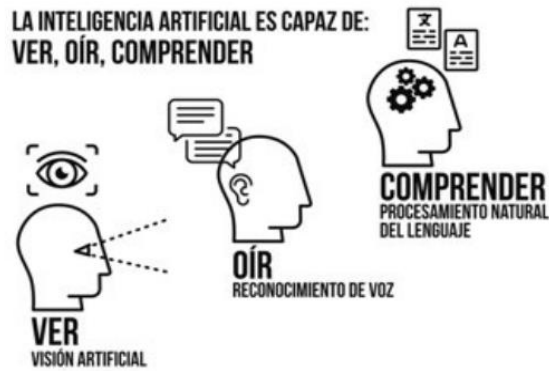 LA INTELIGENCIA ARTIFICIAL ES CAPAZ DE:
VER, OÍR, COMPRENDER
文
A
COMPRENDER
PROCESAMIENTO NATURAL
DEL LENGUAJE
OÍR
RECONOCIMIENTO DE VOZ
VER
VISIÓN ARTIFICIAL